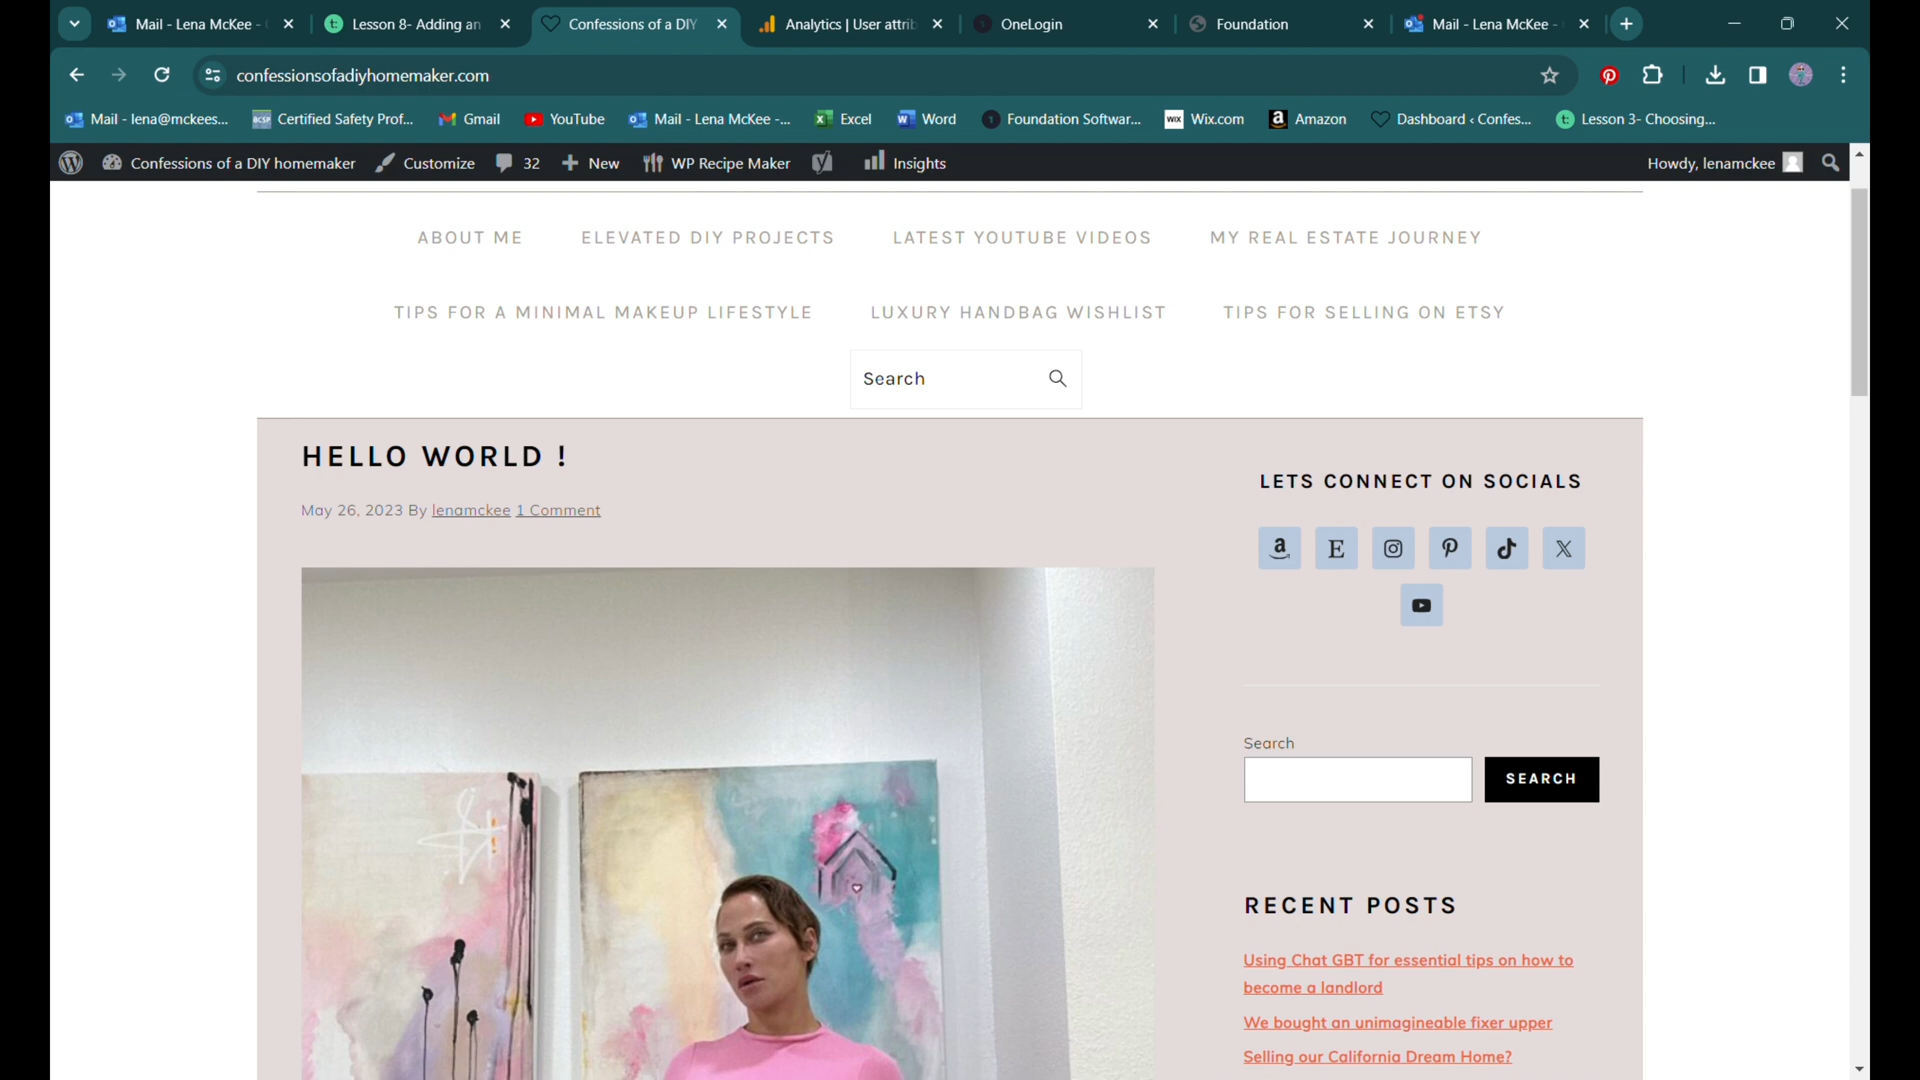 Mail - Lena McKee -
Lesson 8- Adding an
Confessions of a DIY
Analytics | User attrib
OneLogin
Foundation
Mail - Lena McKee -
confessionsofadiyhomemaker.com
Mail - lena@mckees...
Certified Safety Prof...
Gmail
YouTube
Mail - Lena McKee -...
Excel
Word
Foundation Softwar...
Wix.com
Amazon
Dashboard ‹ Confes...
Lesson 3- Choosing...
Confessions of a DIY homemaker
Customize
32
New
WP Recipe Maker
Insights
Howdy, lenamckee
ABOUT ME
ELEVATED DIY PROJECTS
LATEST YOUTUBE VIDEOS
MY REAL ESTATE JOURNEY
TIPS FOR A MINIMAL MAKEUP LIFESTYLE
LUXURY HANDBAG WISHLIST
TIPS FOR SELLING ON ETSY
Search
HELLO WORLD !
May 26, 2023 By lenamckee 1 Comment
LETS CONNECT ON SOCIALS
Search
SEARCH
RECENT POSTS
Using Chat GBT for essential tips on how to
become a landlord
We bought an unimagineable fixer upper
Selling our California Dream Home?